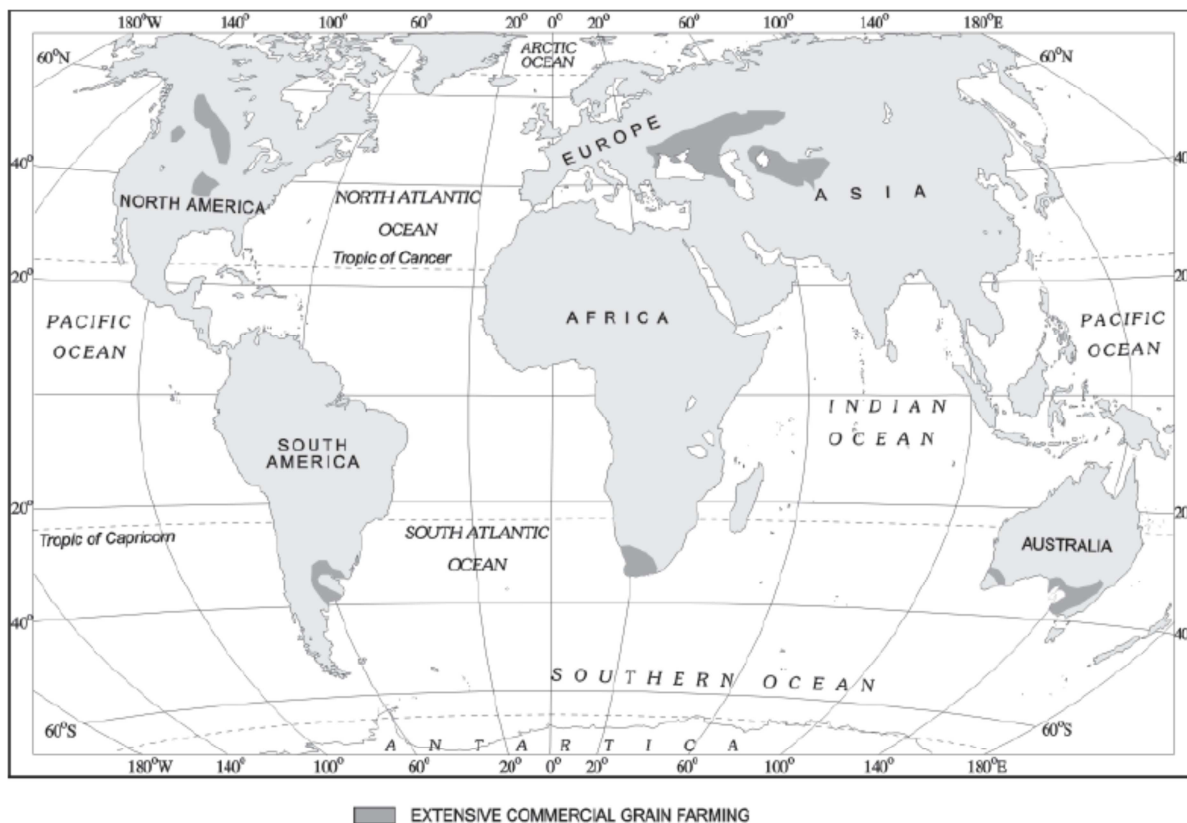 180°W 140° 100° 60° 20° 0° 20° 60° 100° 140° 180°E
60°N
ARCTIC
OCEAN
60°N
EUROPE
40°
40
NORTH AMERICA
NORTH ATLANTIC
OCEAN
ASIA
Tropic of Cancer
20°
20
PACIFIC
OCEAN
AFRICA
PACIFIC
OCEAN
INDIAN
OCEAN
SOUTH
AMERICA
20°
20
Tropic of Capricorn
SOUTH ATLANTIC
OCEAN
AUSTRALIA
40°
40
SOUTHERN OCEAN
60°S
60°S
ANTARTICA
180°W 140° 100° 60° 20° 0° 20° 60° 100° 140° 180°E
EXTENSIVE COMMERCIAL GRAIN FARMING